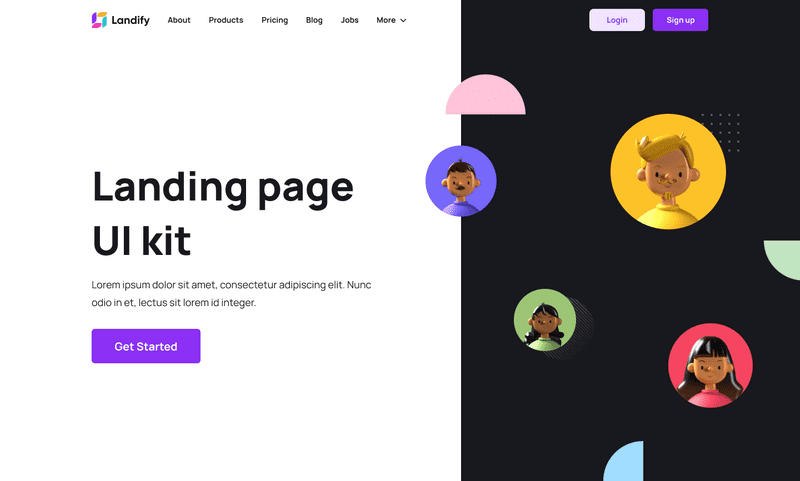 Landify About Products Pricing Blog Jobs More Login Sign up
Landing page
UI kit
Lorem ipsum dolor sit amet, consectetur adipiscing elit. Nunc
odio in et, lectus sit lorem id integer.
Get Started